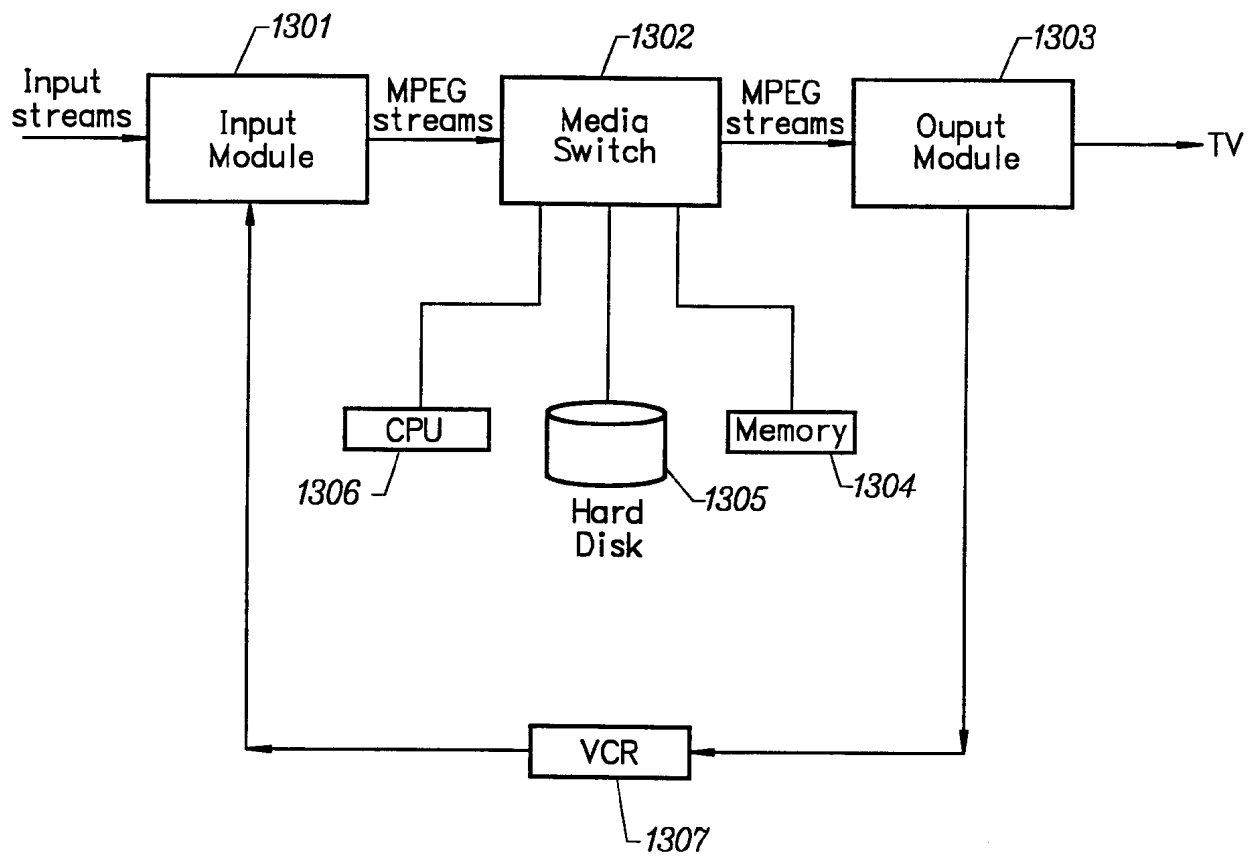 1301
1302
1303
Input
streams
Input
Module
MPEG
streams
Media
Switch
MPEG
streams
Ouput
Module
TV
CPU
1306
Hard
Disk
1305
Memory
1304
VCR
1307